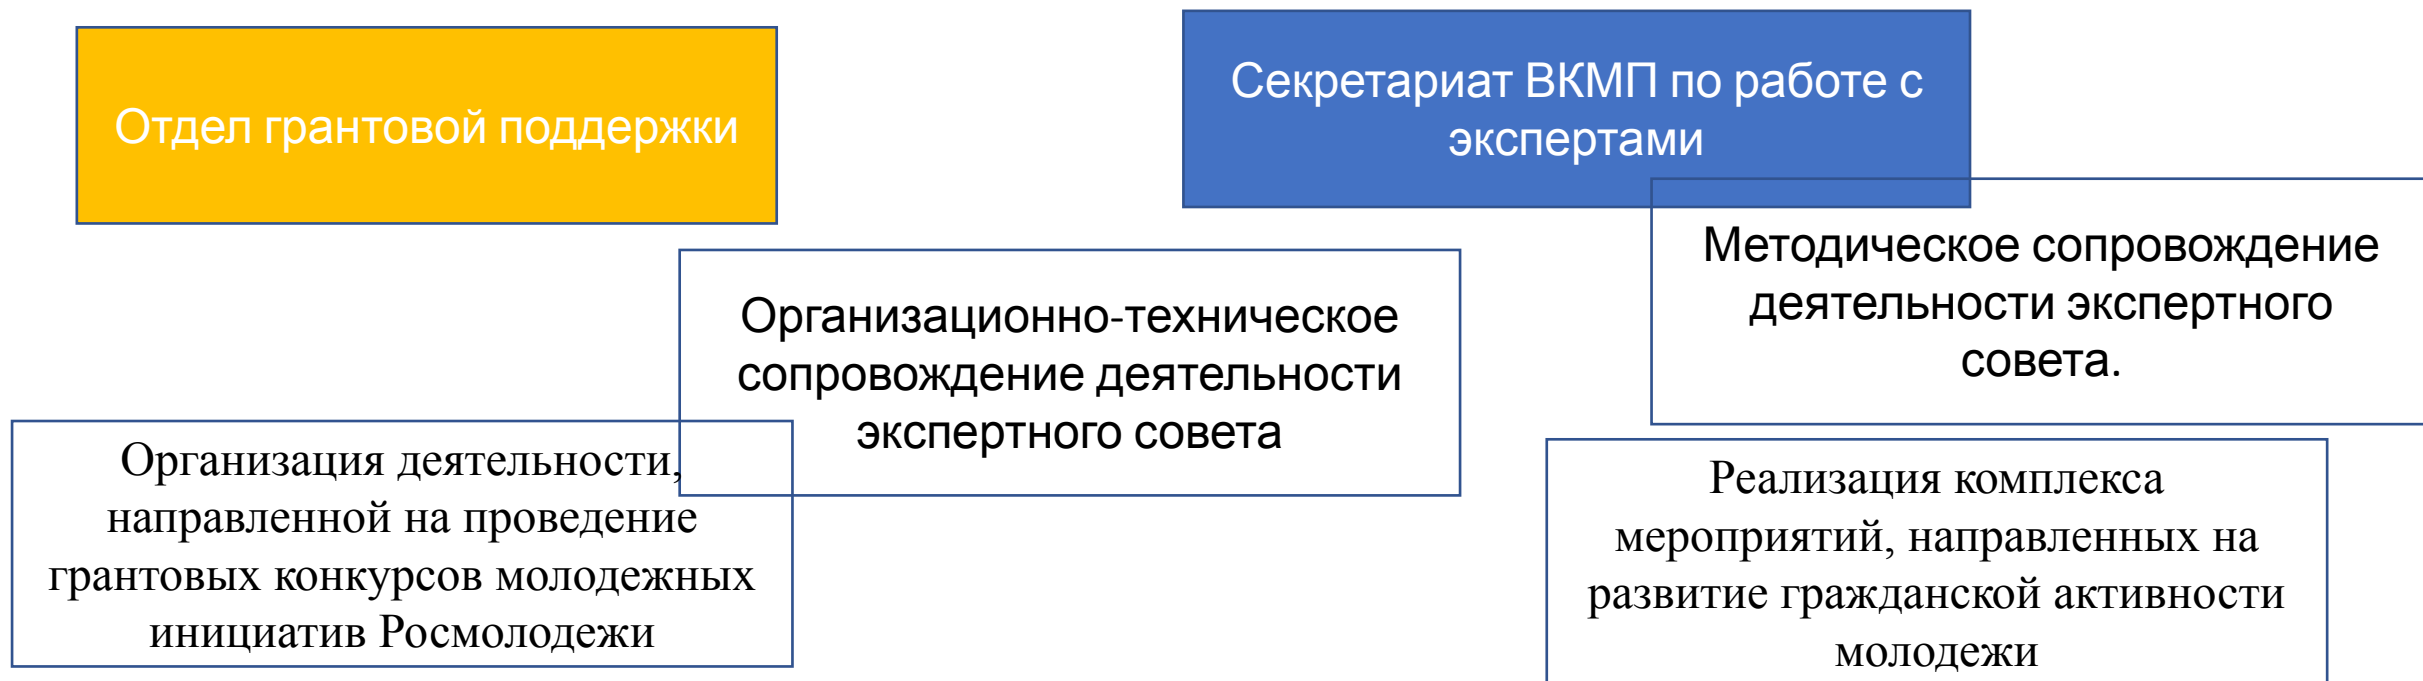 Отдел грантовой поддержки
Секретариат ВКМП по работе с
экспертами
Организационно-техническое
сопровождение деятельности
экспертного совета
Методическое сопровождение
деятельности экспертного
совета.
Организация деятельности,
направленной на проведение
грантовых конкурсов молодежных
инициатив Росмолодежи
Реализация комплекса
мероприятий, направленных на
развитие гражданской активности
молодежи